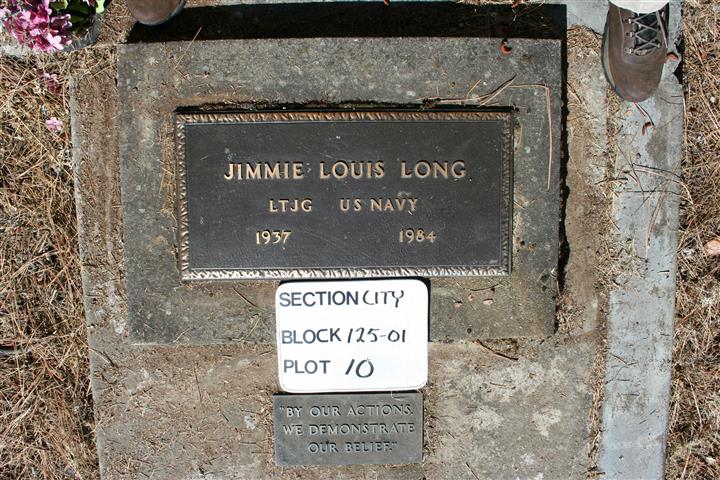 JIMMIE LOUIS LONG
LTJG US NAVY
1937 1984
SECTION CITY
BLOCK 125-01
PLOT 10
"BY OUR ACTIONS,
WE DEMONSTRATE
OUR BELIEF."